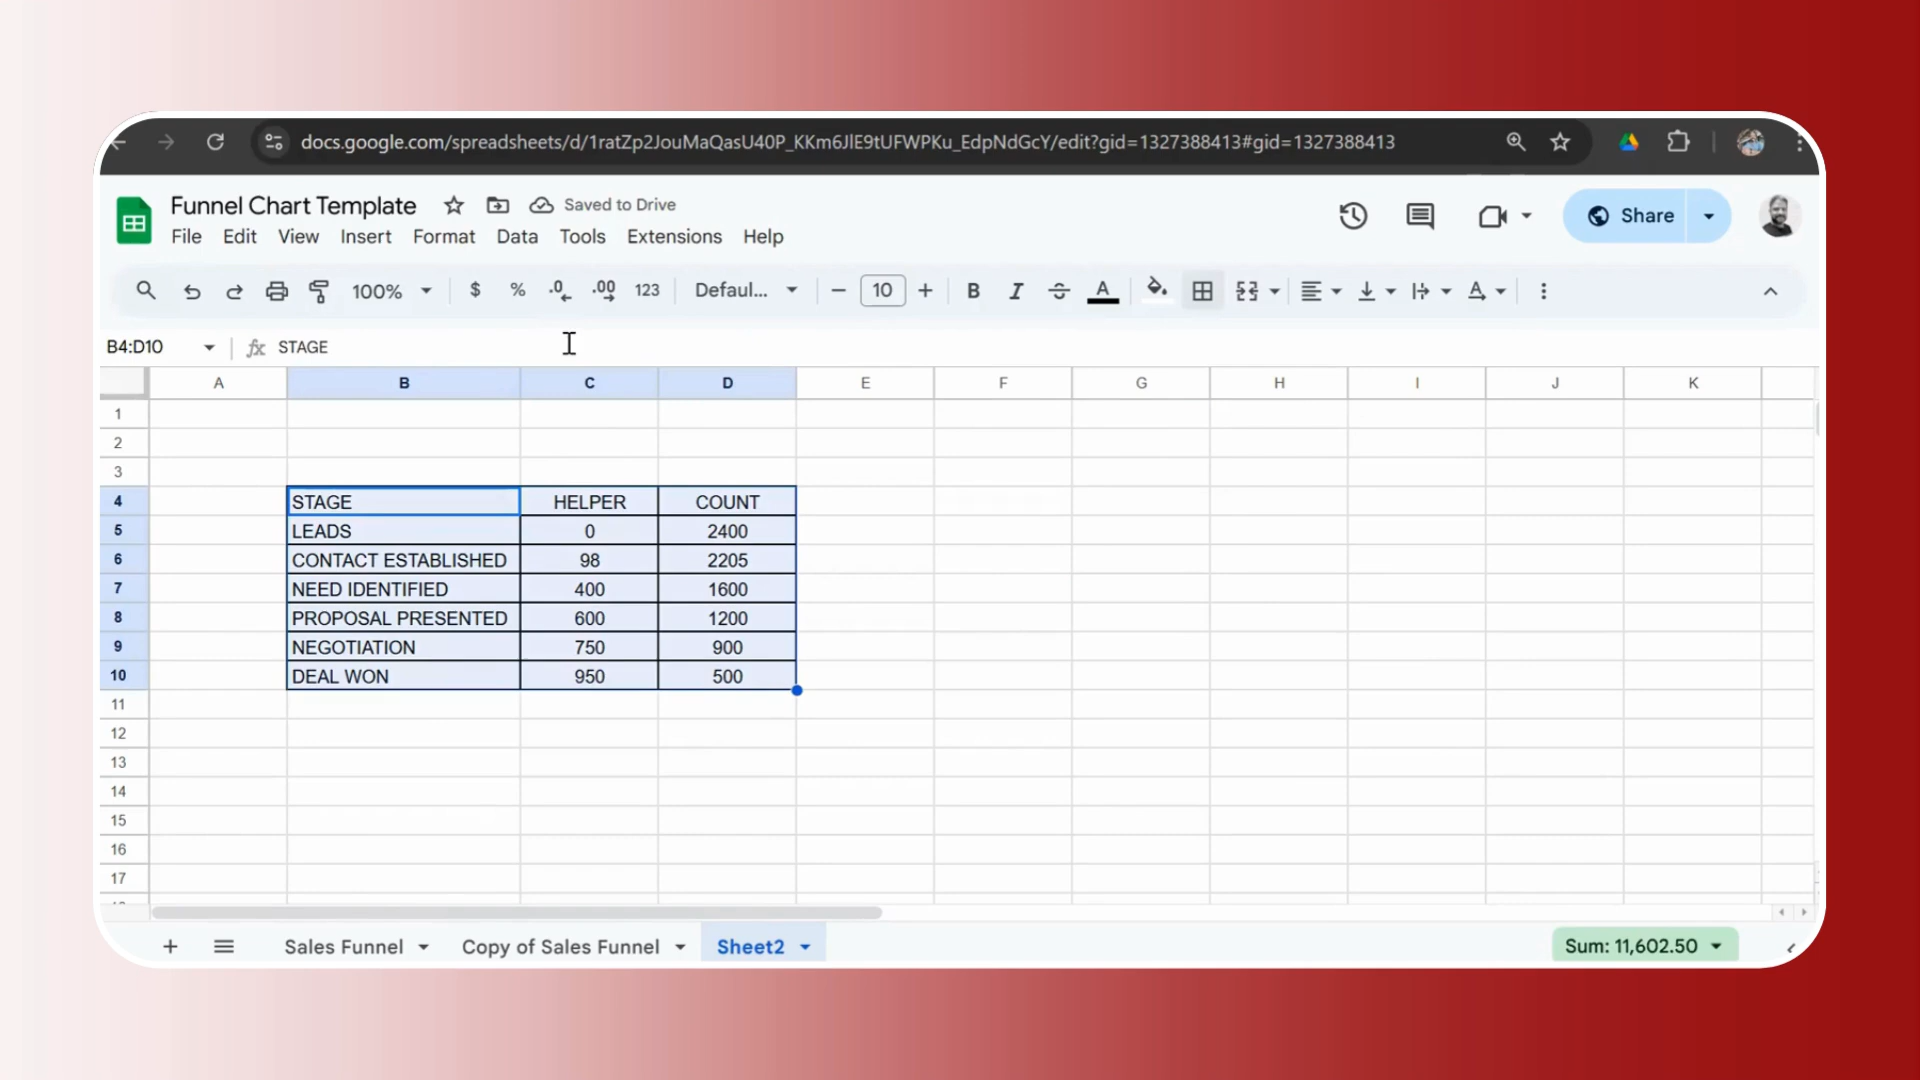 docs.google.com/spreadsheets/d/1ratZp2JouMaQasU40P_KKm6JlE9tUFWPKu_EdpNdGcY/edit?gid=1327388413#gid=1327388413
Funnel Chart Template Saved to Drive
File Edit View Insert Format Data Tools Extensions Help
Share
100% $ % .0 .00 123 Defaul... − 10 + B I S A
B4:D10 fx STAGE
A B C D E F G H I J K
1
2
3
4 STAGE HELPER COUNT
5 LEADS 0 2400
6 CONTACT ESTABLISHED 98 2205
7 NEED IDENTIFIED 400 1600
8 PROPOSAL PRESENTED 600 1200
9 NEGOTIATION 750 900
10 DEAL WON 950 500
11
12
13
14
15
16
17
Sales Funnel Copy of Sales Funnel Sheet2 Sum: 11,602.50